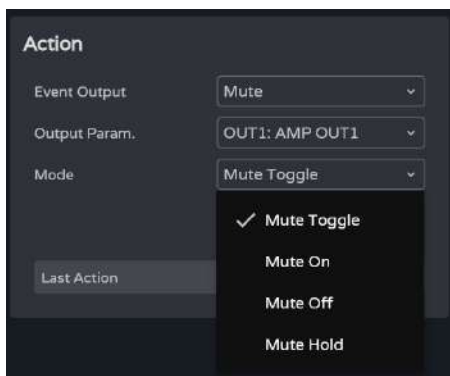 Action
Event Output Mute
Output Param. OUT1: AMP OUT1
Mode Mute Toggle
Mute Toggle
Mute On
Last Action
Mute Off
Mute Hold